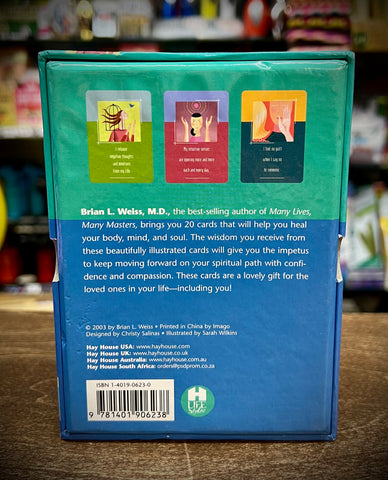 I release
negative thoughts
and emotions
from my life
My intuitive senses
are opening more and more
each and every day
I feel no guilt
when I say no
to someone
Brian L. Weiss, M.D., the best-selling author of Many Lives,
Many Masters, brings you 20 cards that will help you heal
your body, mind, and soul. The wisdom you receive from
these beautifully illustrated cards will give you the impetus
to keep moving forward on your spiritual path with confi-
dence and compassion. These cards are a lovely gift for the
loved ones in your life—including you!
© 2003 by Brian L. Weiss • Printed in China by Imago
Designed by Christy Salinas • Illustrated by Sarah Wilkins
Hay House USA: www.hayhouse.com
Hay House UK: www.hayhouse.co.uk
Hay House Australia: www.hayhouse.com.au
Hay House South Africa: orders@psdprom.co.za
ISBN 1-4019-0623-0
9 781401 906238
H
LIFE
Styles